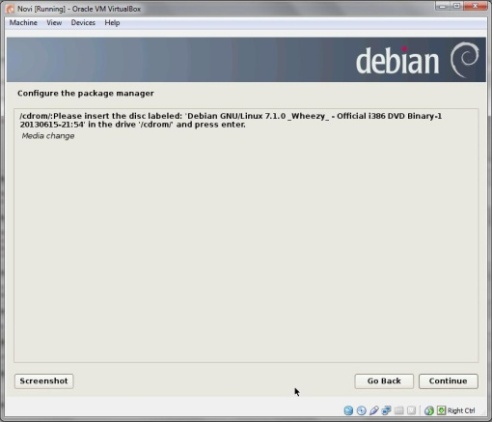 Novi [Running] - Oracle VM VirtualBox
Machine View Devices Help
debian
Configure the package manager
/cdrom/:Please insert the disc labeled: 'Debian GNU/Linux 7.1.0 _Wheezy_ - Official i386 DVD Binary-1
20130615-21:54' in the drive '/cdrom/' and press enter.
Media change
Screenshot Go Back Continue
Right Ctrl